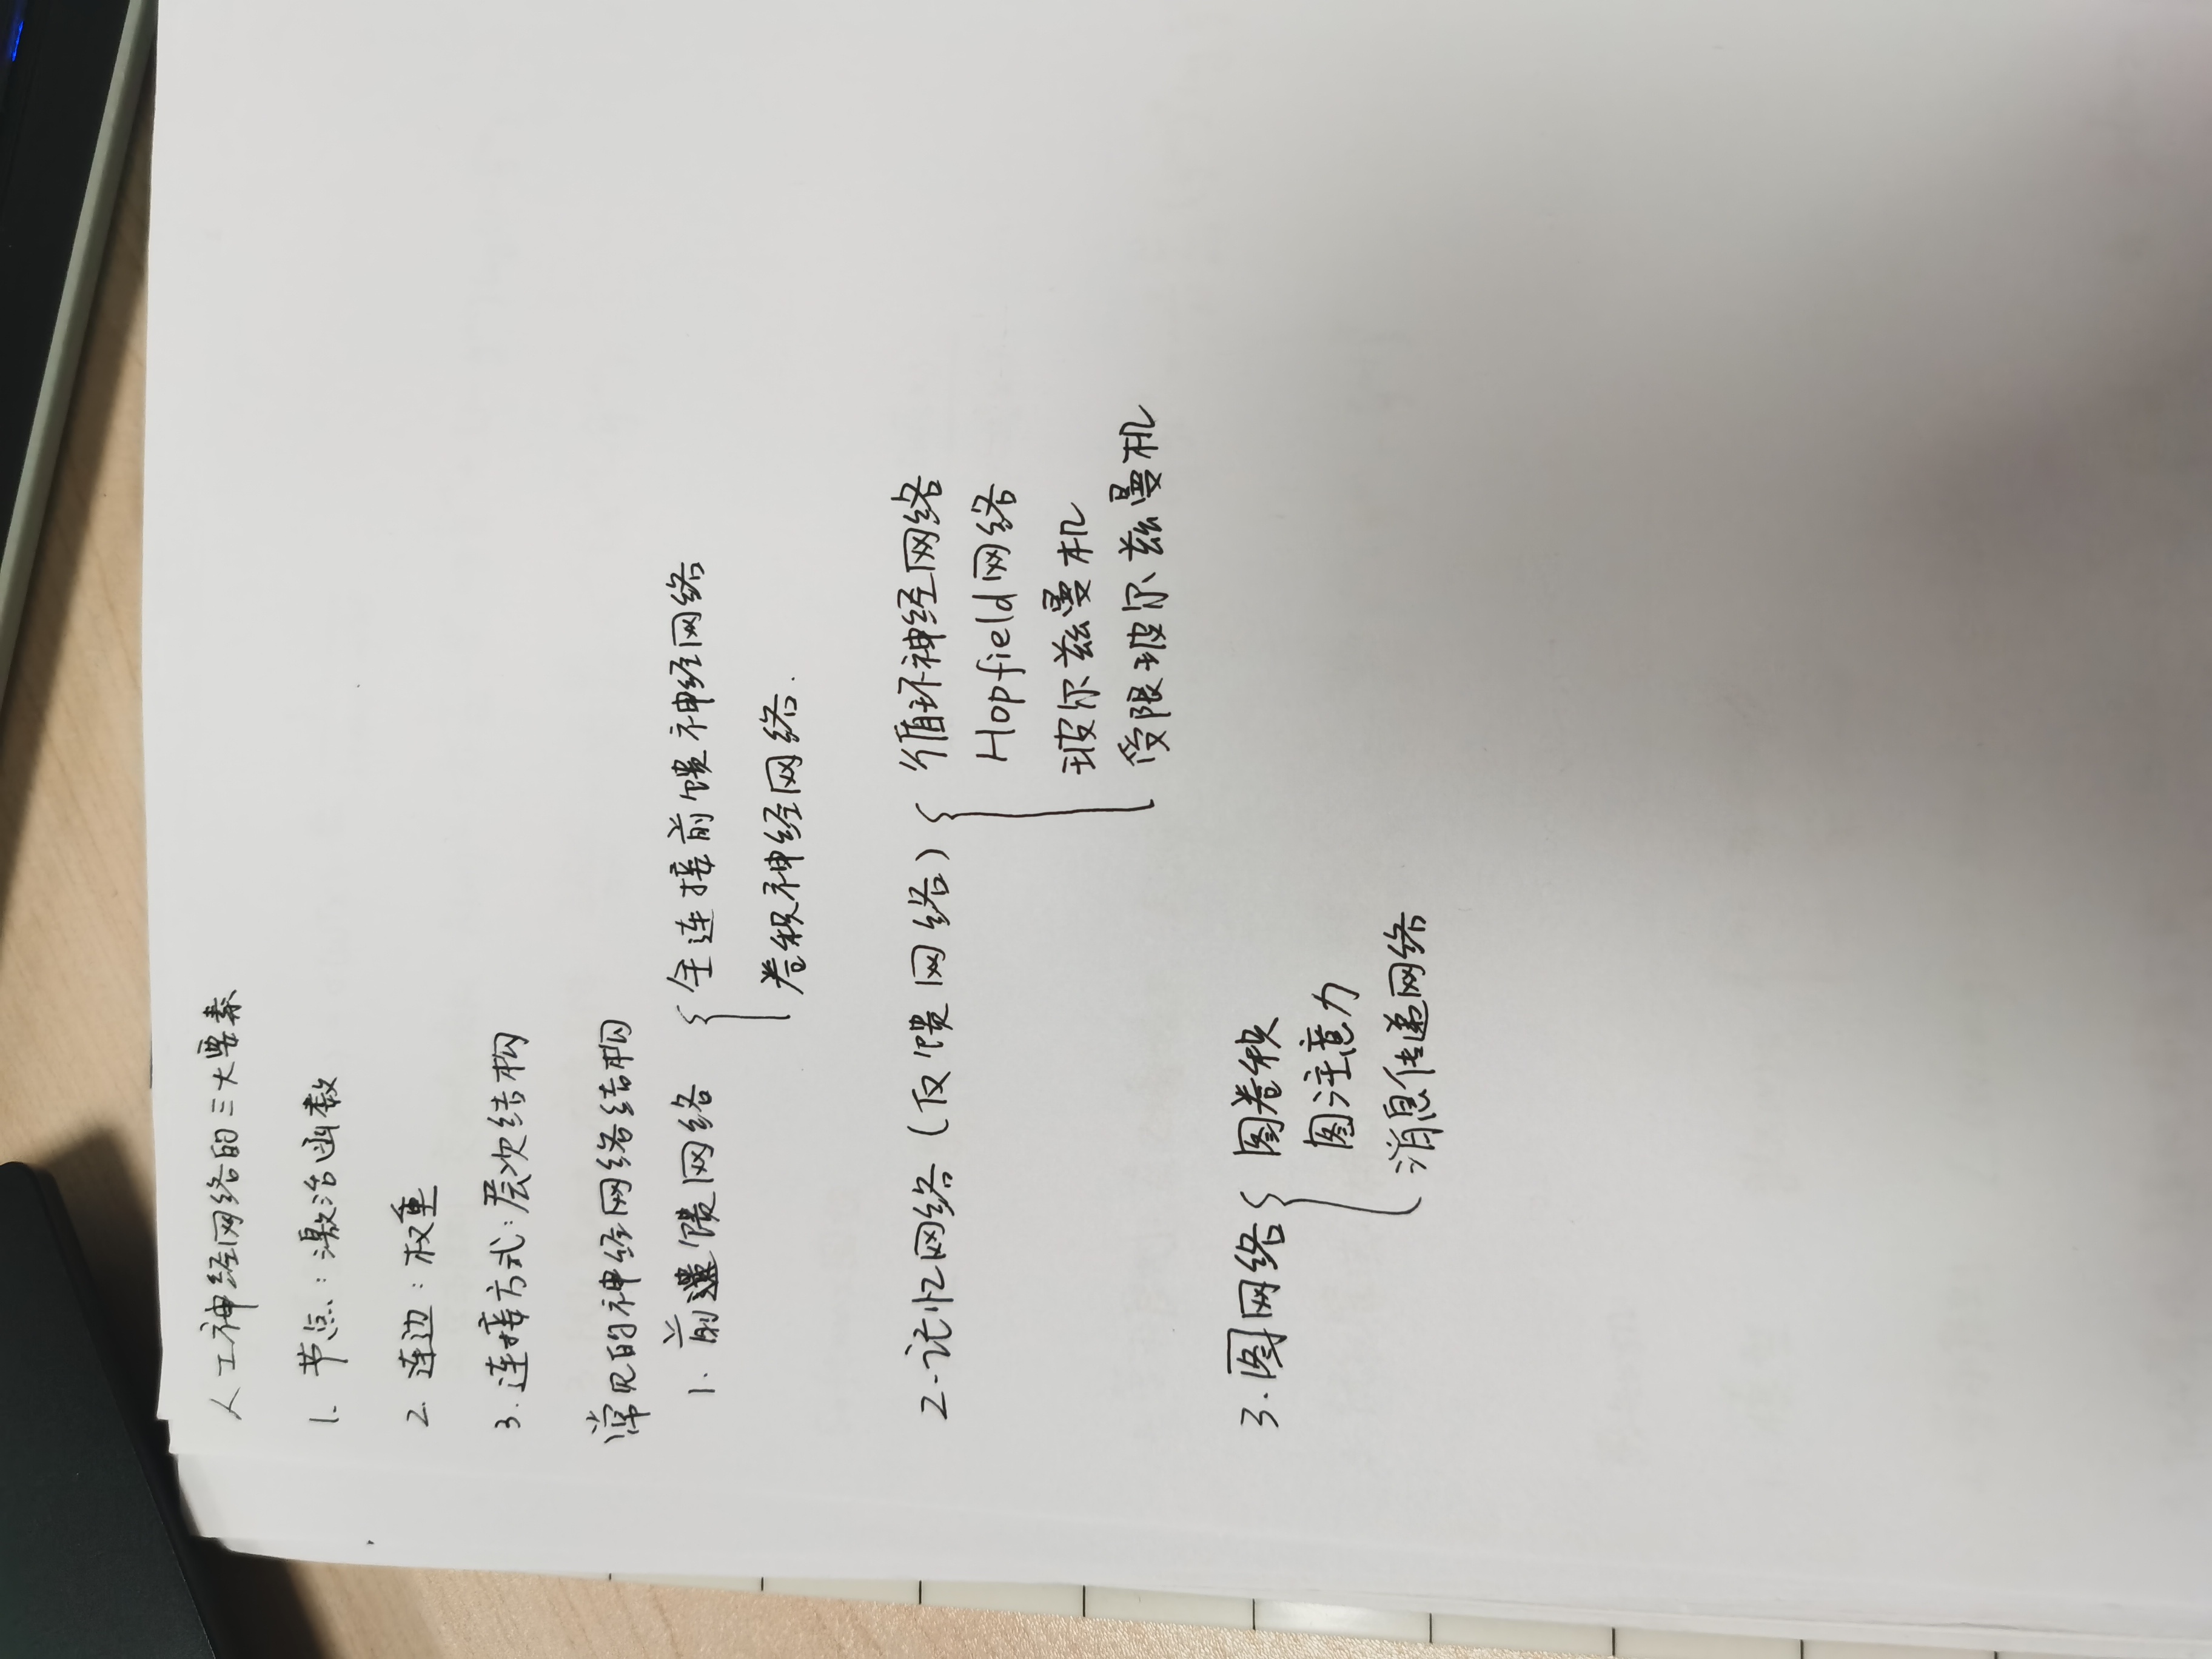 人工神经网络的三大要素
1. 节点：激活函数
2. 连边：权重
3. 连接方式：层次结构
常见的神经网络结构
1. 前馈网络 { 全连接前馈神经网络
卷积神经网络.
2. 记忆网络（反馈网络）{ 循环神经网络
Hopfield网络
玻尔兹曼机
受限玻尔兹曼机
3. 图网络 { 图卷积
图注意力
消息传递网络